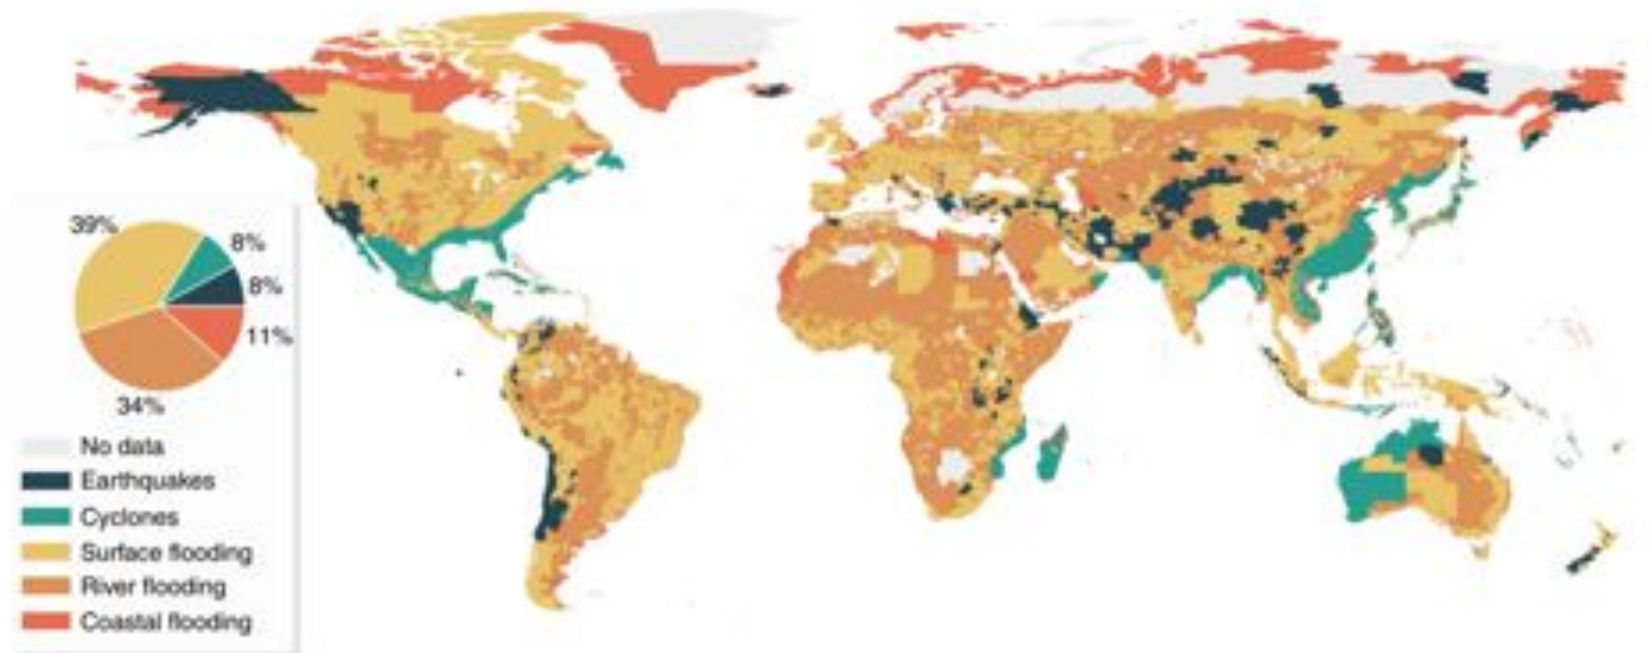 39%
8%
8%
11%
34%
No data
Earthquakes
Cyclones
Surface flooding
River flooding
Coastal flooding